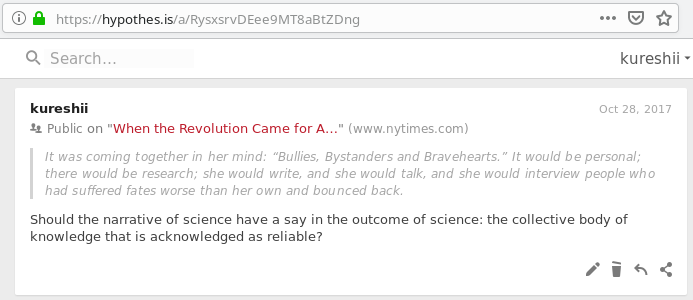 https://hypothes.is/a/RysxsrvDEee9MT8aBtZDng
Search…
kureshii
kureshii
Oct 28, 2017
Public on "When the Revolution Came for A…" (www.nytimes.com)
It was coming together in her mind: “Bullies, Bystanders and Bravehearts.” It would be personal;
there would be research; she would write, and she would talk, and she would interview people who
had suffered fates worse than her own and bounced back.
Should the narrative of science have a say in the outcome of science: the collective body of
knowledge that is acknowledged as reliable?